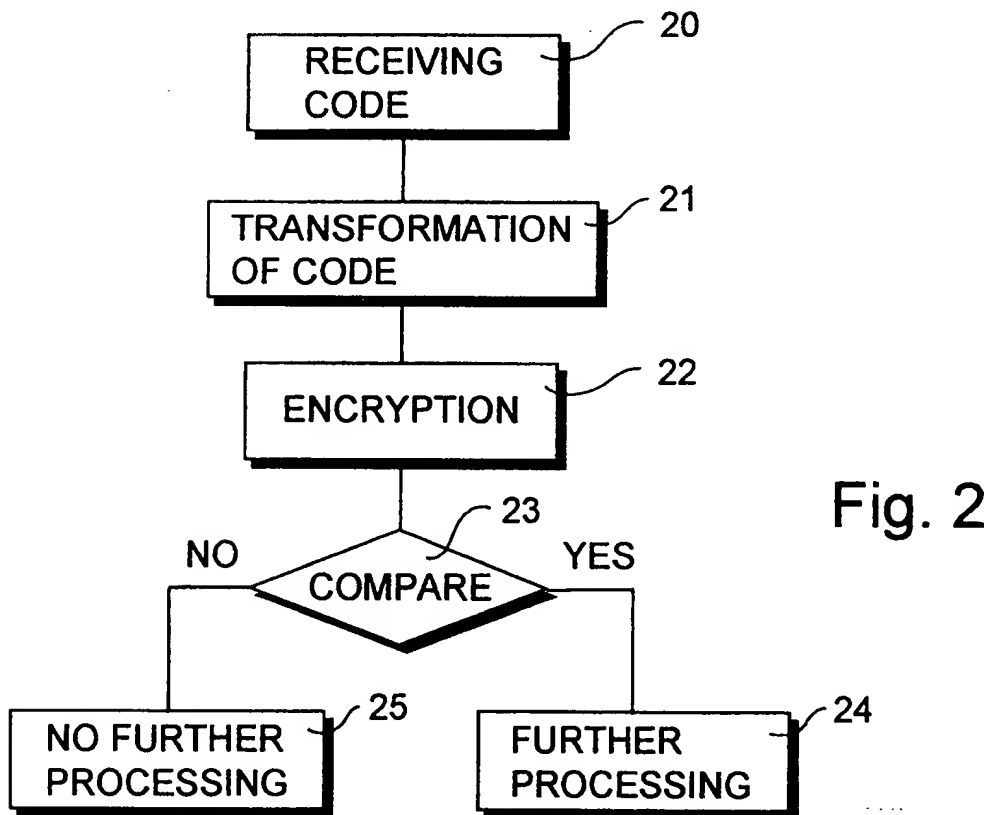 20
RECEIVING
CODE
21
TRANSFORMATION
OF CODE
22
ENCRYPTION
Fig. 2
23
NO
YES
COMPARE
25
24
NO FURTHER
PROCESSING
FURTHER
PROCESSING